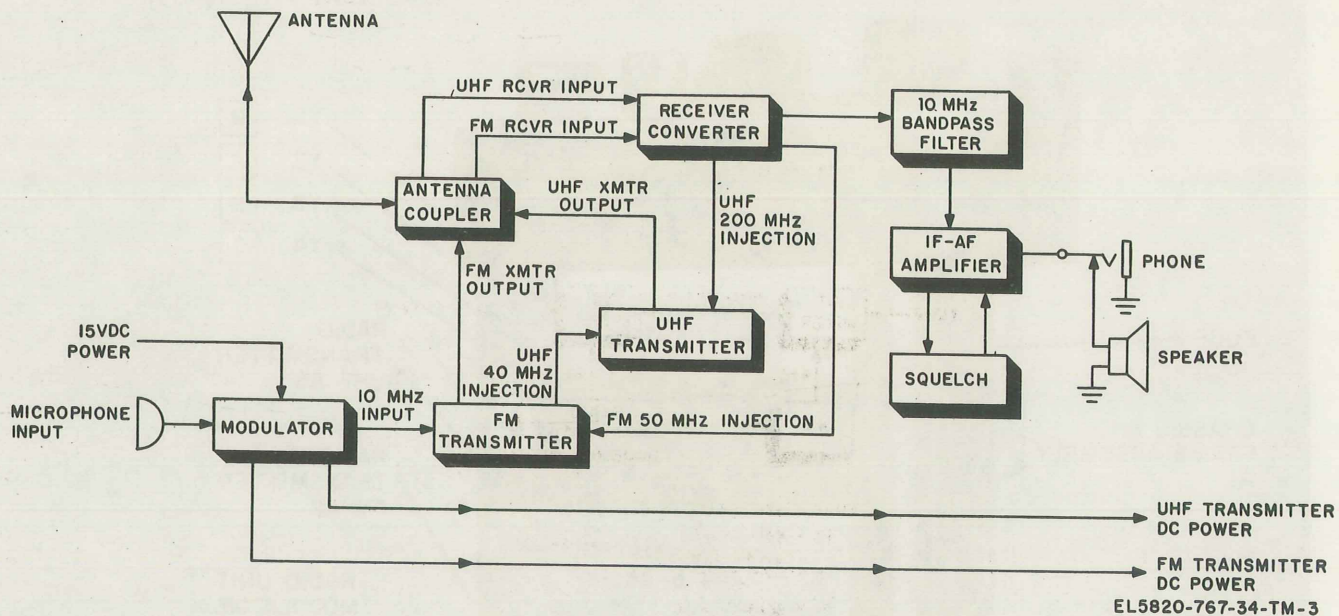 ANTENNA
UHF RCVR INPUT
FM RCVR INPUT
RECEIVER
CONVERTER
10 MHz
BANDPASS
FILTER
ANTENNA
COUPLER
UHF XMTR
OUTPUT
UHF
200 MHz
INJECTION
IF-AF
AMPLIFIER
PHONE
FM XMTR
OUTPUT
15VDC
POWER
UHF
TRANSMITTER
SPEAKER
SQUELCH
UHF
40 MHz
INJECTION
MICROPHONE
INPUT
MODULATOR
10 MHz
INPUT
FM
TRANSMITTER
FM 50 MHz INJECTION
UHF TRANSMITTER
DC POWER
FM TRANSMITTER
DC POWER
EL5820-767-34-TM-3